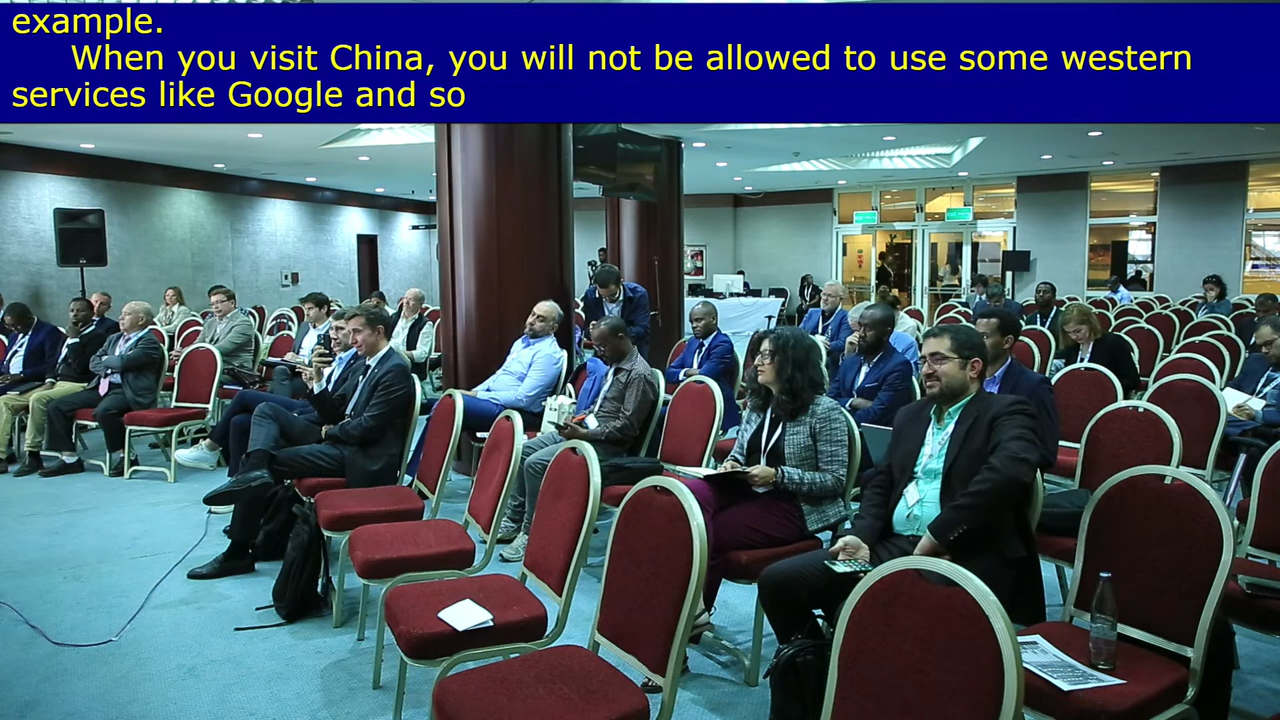 example.
When you visit China, you will not be allowed to use some western
services like Google and so